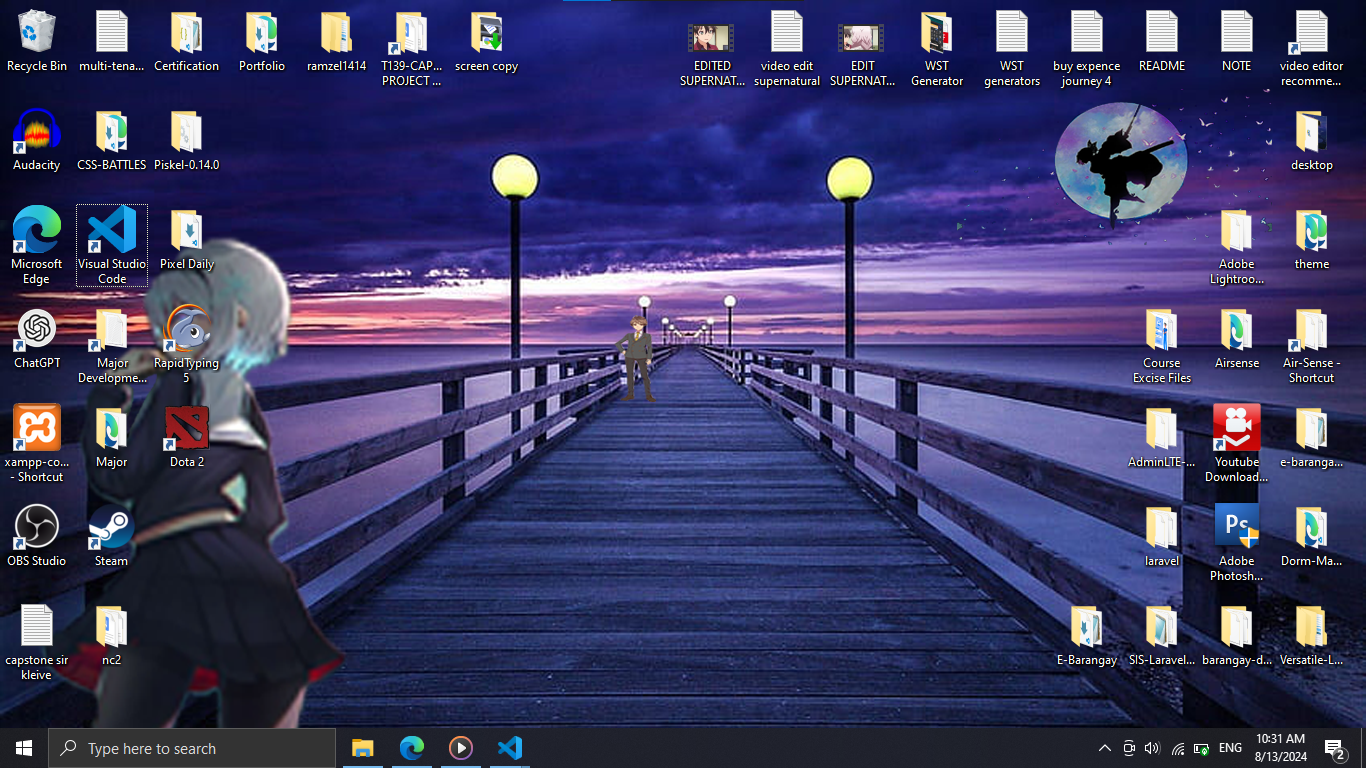 Recycle Bin
multi-tena...
Certification
Portfolio
ramzel1414
T139-CAP...
PROJECT ...
screen copy
EDITED
SUPERNAT...
video edit
supernatural
EDIT
SUPERNAT...
WST
Generator
WST
generators
buy expence
journey 4
README
NOTE
video editor
recomme...
Audacity
CSS-BATTLES
Piskel-0.14.0
desktop
Microsoft
Edge
Visual Studio
Code
Pixel Daily
Adobe
Lightroo...
theme
ChatGPT
Major
Developme...
RapidTyping
5
Course
Excise Files
Airsense
Air-Sense -
Shortcut
xampp-co...
- Shortcut
Major
Dota 2
AdminLTE-...
Youtube
Download...
e-baranga...
OBS Studio
Steam
laravel
Ps
Adobe
Photosh...
Dorm-Ma...
capstone sir
kleive
nc2
E-Barangay
SIS-Laravel...
barangay-d...
Versatile-L...
Type here to search
ENG
10:31 AM
8/13/2024
2